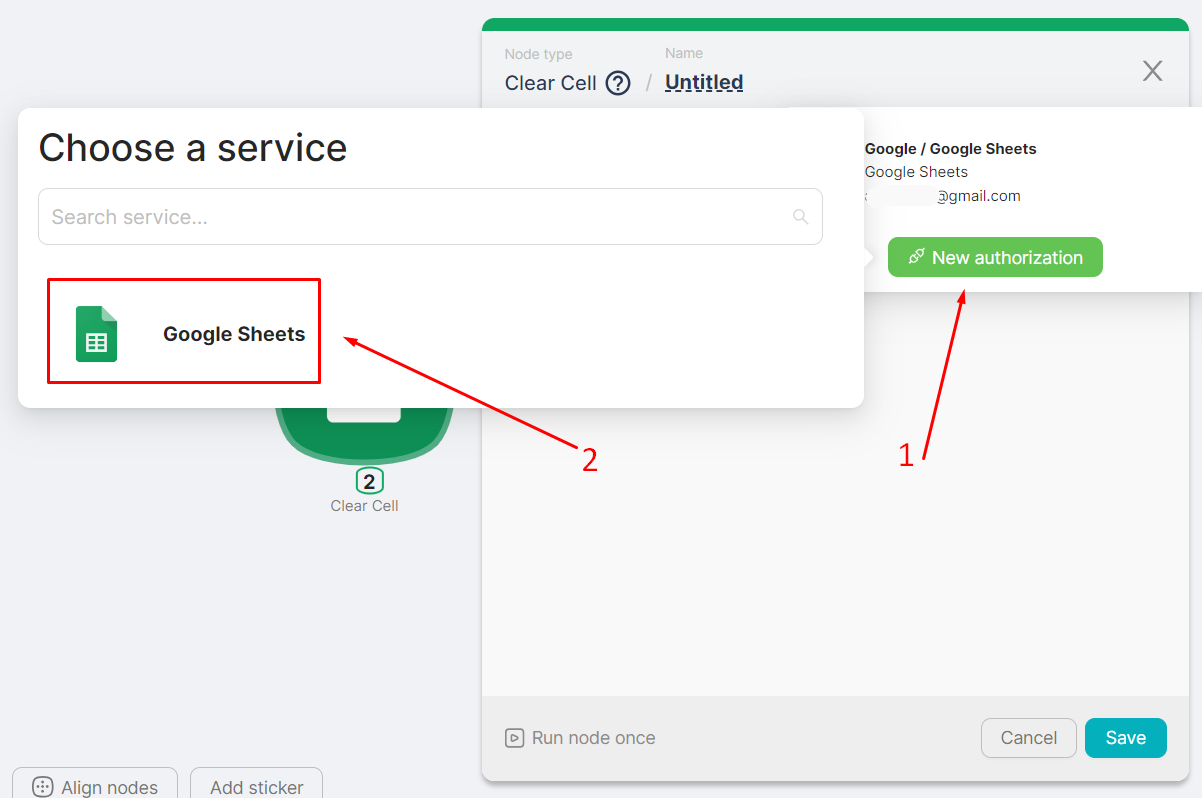 Node type
Name
Clear Cell ? / Untitled
Choose a service
Search service...
Google Sheets
Google / Google Sheets
Google Sheets
@gmail.com
New authorization
1
2
2
Clear Cell
Run node once
Cancel
Save
Align nodes
Add sticker